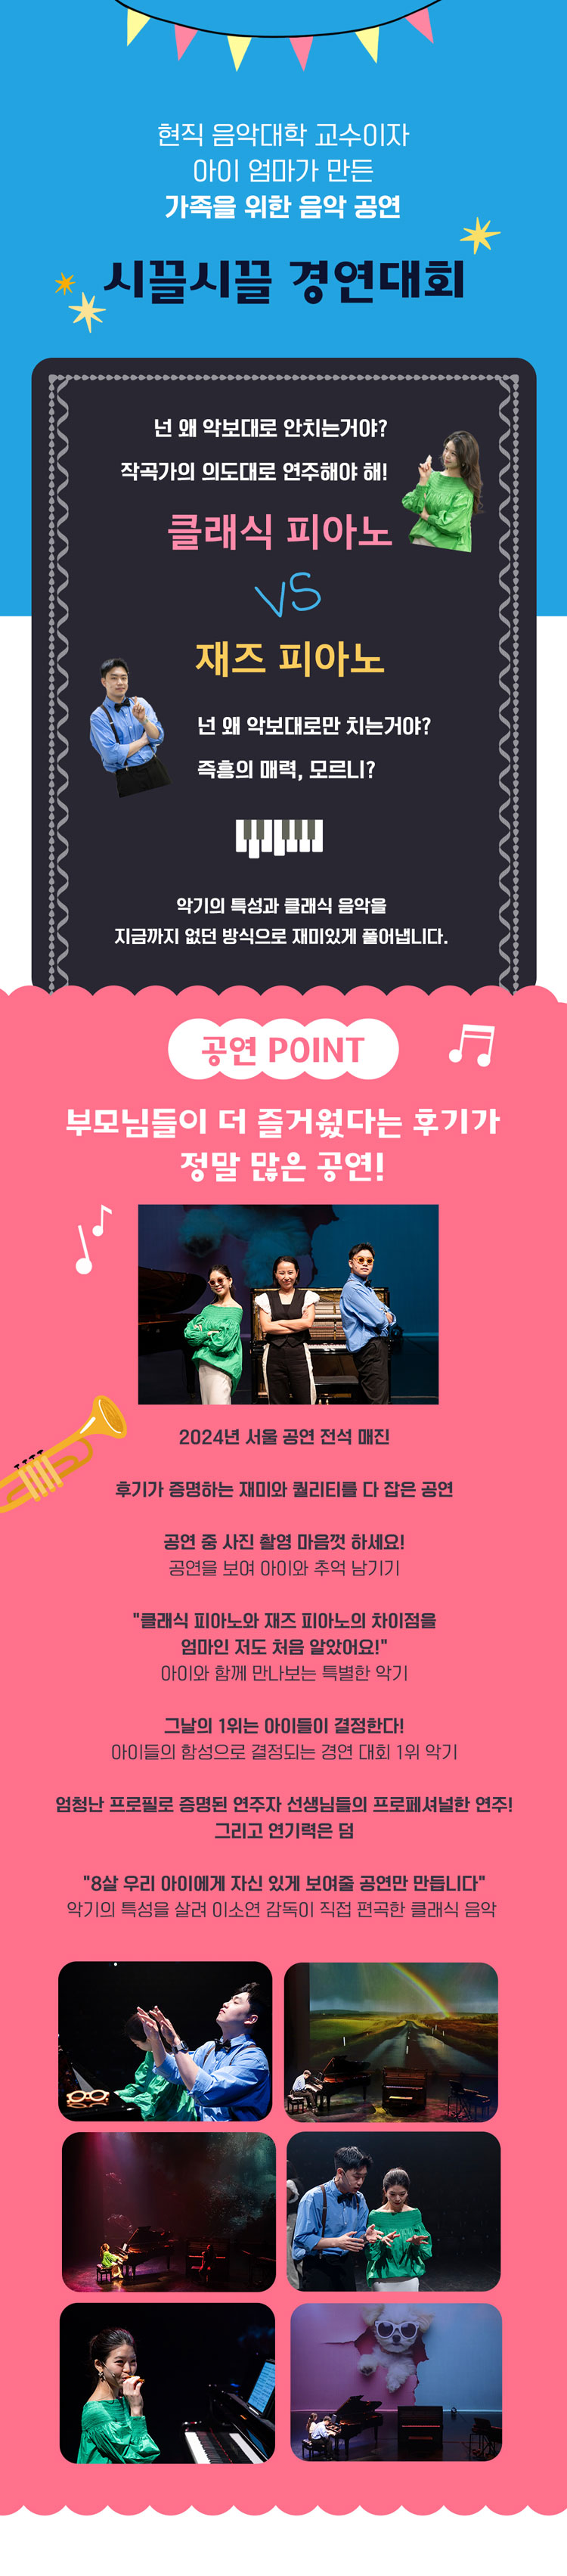 현직 음악대학 교수이자
아이 엄마가 만든
가족을 위한 음악 공연
시끌시끌 경연대회
넌 왜 악보대로 안치는거야?
작곡가의 의도대로 연주해야 해!
클래식 피아노
VS
재즈 피아노
넌 왜 악보대로만 치는거야?
즉흥의 매력, 모르니?
악기의 특성과 클래식 음악을
지금까지 없던 방식으로 재미있게 풀어냅니다.
공연 POINT
부모님들이 더 즐거웠다는 후기가
정말 많은 공연!
2024년 서울 공연 전석 매진
후기가 증명하는 재미와 퀄리티를 다 잡은 공연
공연 중 사진 촬영 마음껏 하세요!
공연을 보여 아이와 추억 남기기
"클래식 피아노와 재즈 피아노의 차이점을
엄마인 저도 처음 알았어요!"
아이와 함께 만나보는 특별한 악기
그날의 1위는 아이들이 결정한다!
아이들의 함성으로 결정되는 경연 대회 1위 악기
엄청난 프로필로 증명된 연주자 선생님들의 프로페셔널한 연주!
그리고 연기력은 덤
"8살 우리 아이에게 자신 있게 보여줄 공연만 만듭니다"
악기의 특성을 살려 이소연 감독이 직접 편곡한 클래식 음악